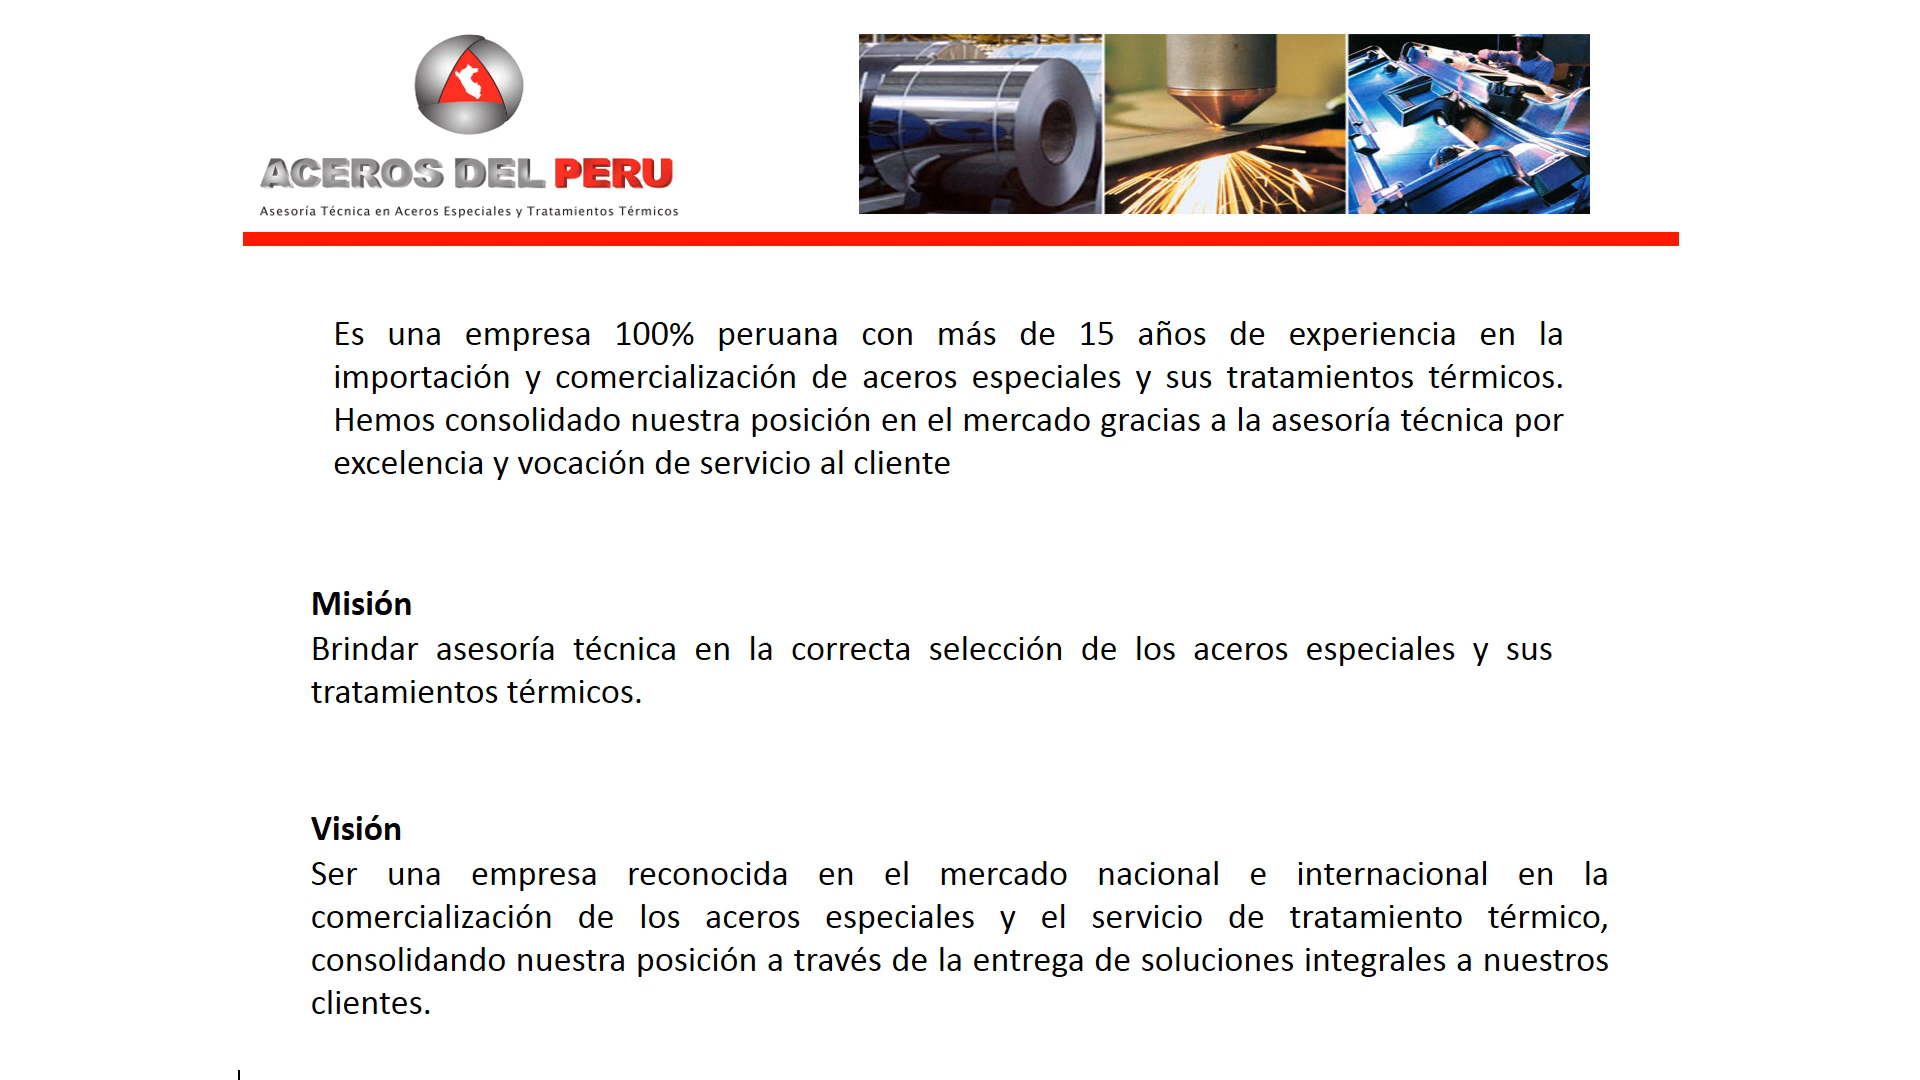 ACEROS DEL PERU
Asesoría Técnica en Aceros Especiales y Tratamientos Térmicos
Es una empresa 100% peruana con más de 15 años de experiencia en la
importación y comercialización de aceros especiales y sus tratamientos térmicos.
Hemos consolidado nuestra posición en el mercado gracias a la asesoría técnica por
excelencia y vocación de servicio al cliente
Misión
Brindar asesoría técnica en la correcta selección de los aceros especiales y sus
tratamientos térmicos.
Visión
Ser una empresa reconocida en el mercado nacional e internacional en la
comercialización de los aceros especiales y el servicio de tratamiento térmico,
consolidando nuestra posición a través de la entrega de soluciones integrales a nuestros
clientes.